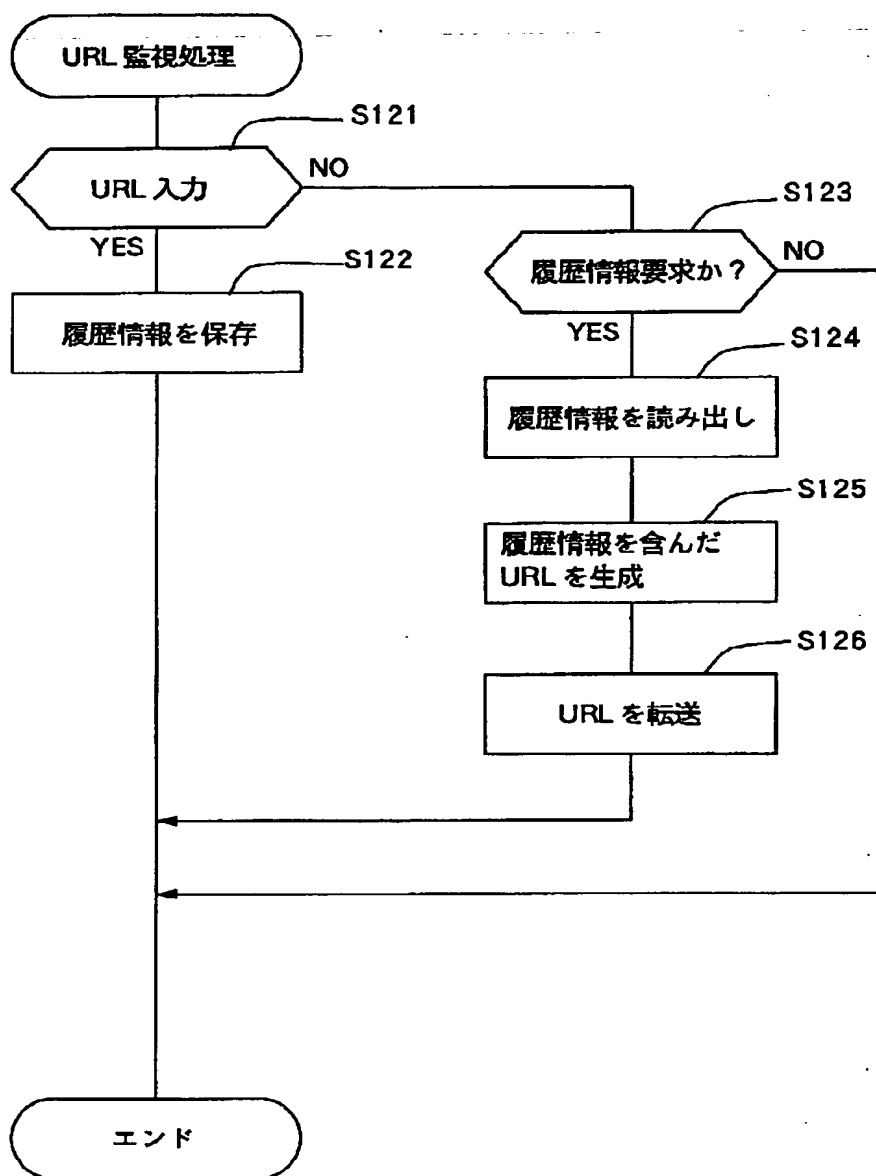 URL 監視処理
S121
URL 入力
NO
YES
S122
履歴情報を保存
S123
履歴情報要求か？
NO
YES
S124
履歴情報を読み出し
S125
履歴情報を含んだ
URL を生成
S126
URL を転送
エンド